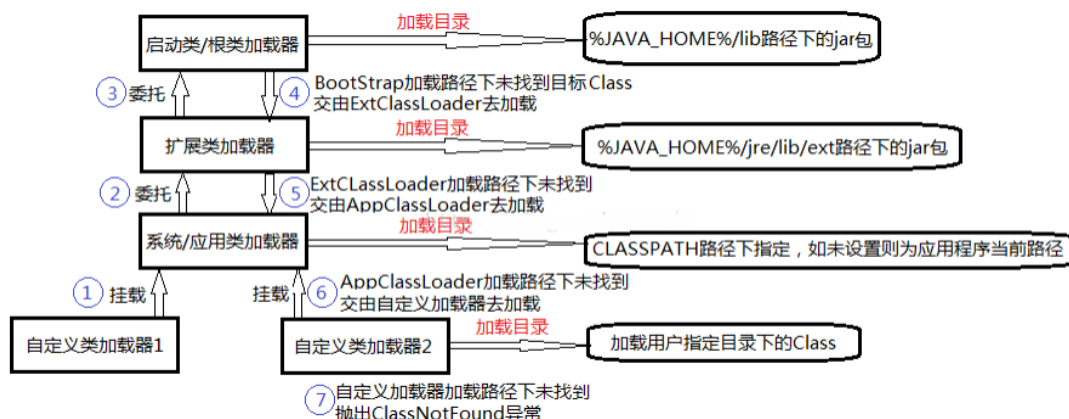 加载目录
启动类/根类加载器
%JAVA_HOME%/lib路径下的jar包
③ 委托
④ BootStrap加载路径下未找到目标Class
交由ExtClassLoader去加载
加载目录
扩展类加载器
%JAVA_HOME%/jre/lib/ext路径下的jar包
② 委托
⑤ ExtCLassLoader加载路径下未找到
交由AppClassLoader去加载
加载目录
系统/应用类加载器
CLASSPATH路径下指定，如未设置则为应用程序当前路径
① 挂载
挂载
⑥ AppClassLoader加载路径下未找到
交由自定义加载器去加载
加载目录
自定义类加载器1
自定义类加载器2
加载用户指定目录下的Class
⑦ 自定义加载器加载路径下未找到
抛出ClassNotFound异常